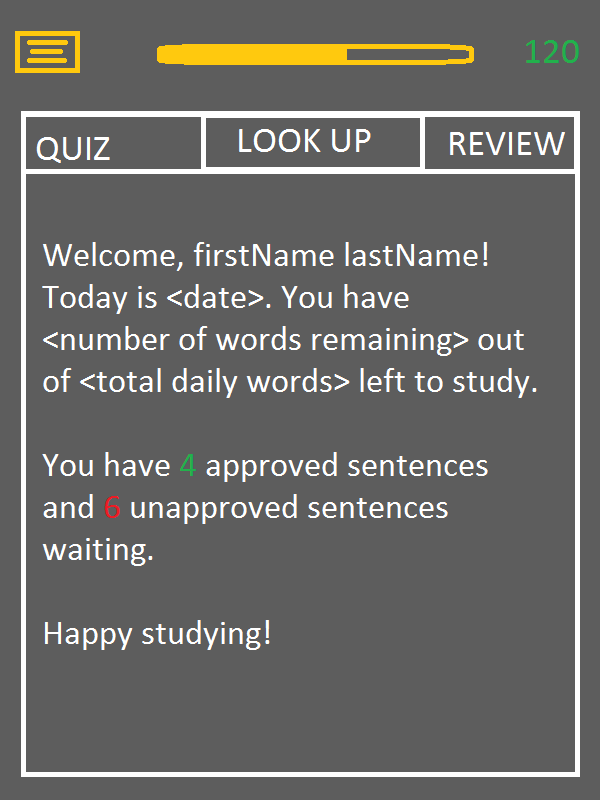 120
QUIZ
LOOK UP
REVIEW
Welcome, firstName lastName!
Today is <date>. You have
<number of words remaining> out
of <total daily words> left to study.
You have 4 approved sentences
and 6 unapproved sentences
waiting.
Happy studying!